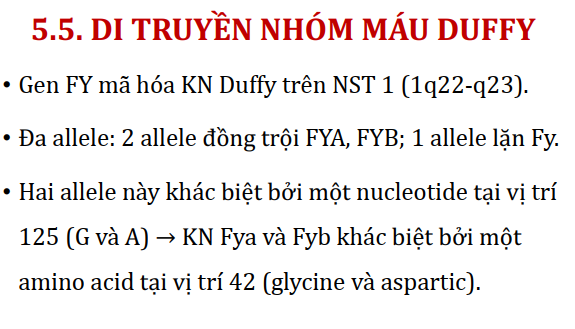 5.5. DI TRUYỀN NHÓM MÁU DUFFY
• Gen FY mã hóa KN Duffy trên NST 1 (1q22-q23).
• Đa allele: 2 allele đồng trội FYA, FYB; 1 allele lặn Fy.
• Hai allele này khác biệt bởi một nucleotide tại vị trí
125 (G và A) → KN Fya và Fyb khác biệt bởi một
amino acid tại vị trí 42 (glycine và aspartic).